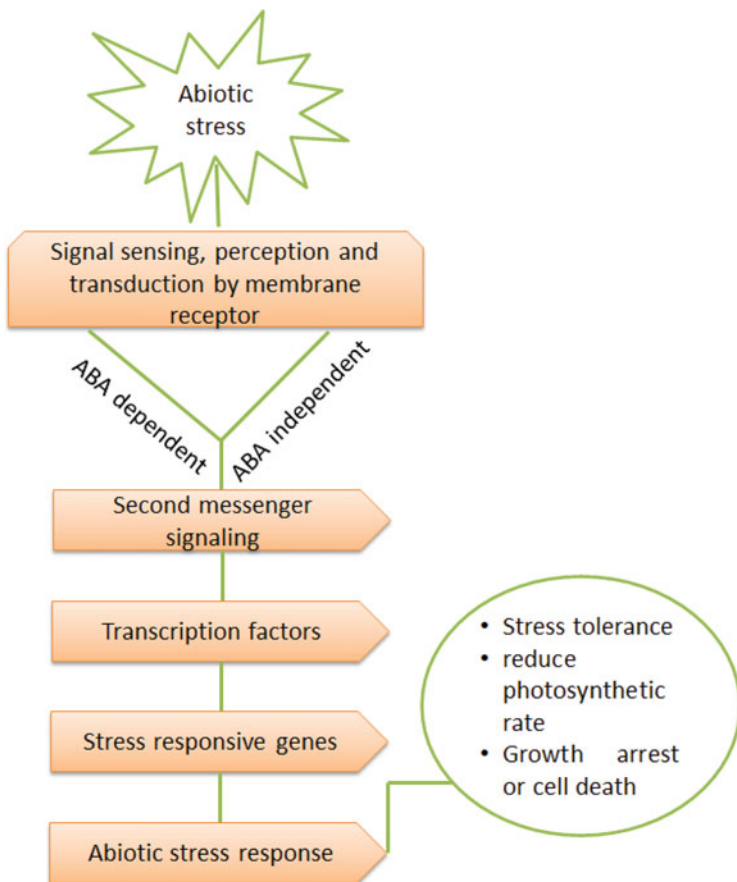 Abiotic
stress
Signal sensing, perception and
transduction by membrane
receptor
ABA dependent
ABA independent
Second messenger
signaling
Transcription factors
Stress responsive genes
Abiotic stress response
• Stress tolerance
• reduce
photosynthetic
rate
• Growth arrest
or cell death